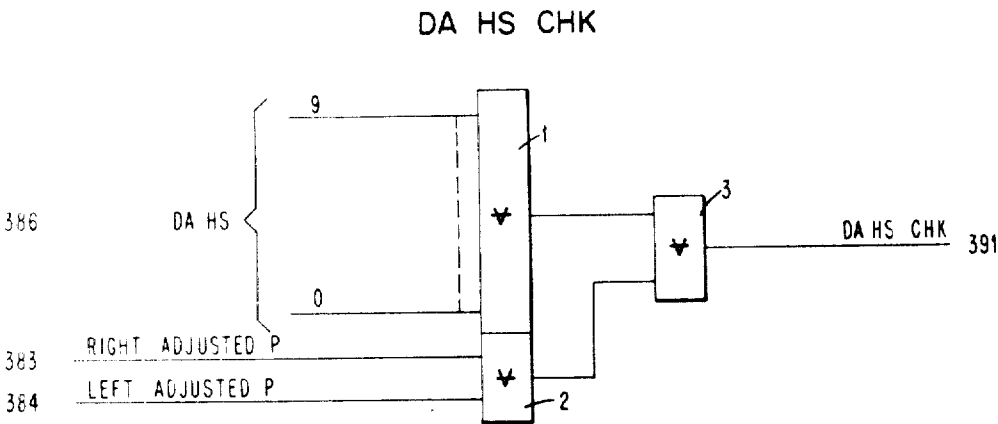 DA HS CHK
9
1
386 DA HS
3
DA HS CHK 391
0
383 RIGHT ADJUSTED P
384 LEFT ADJUSTED P
2